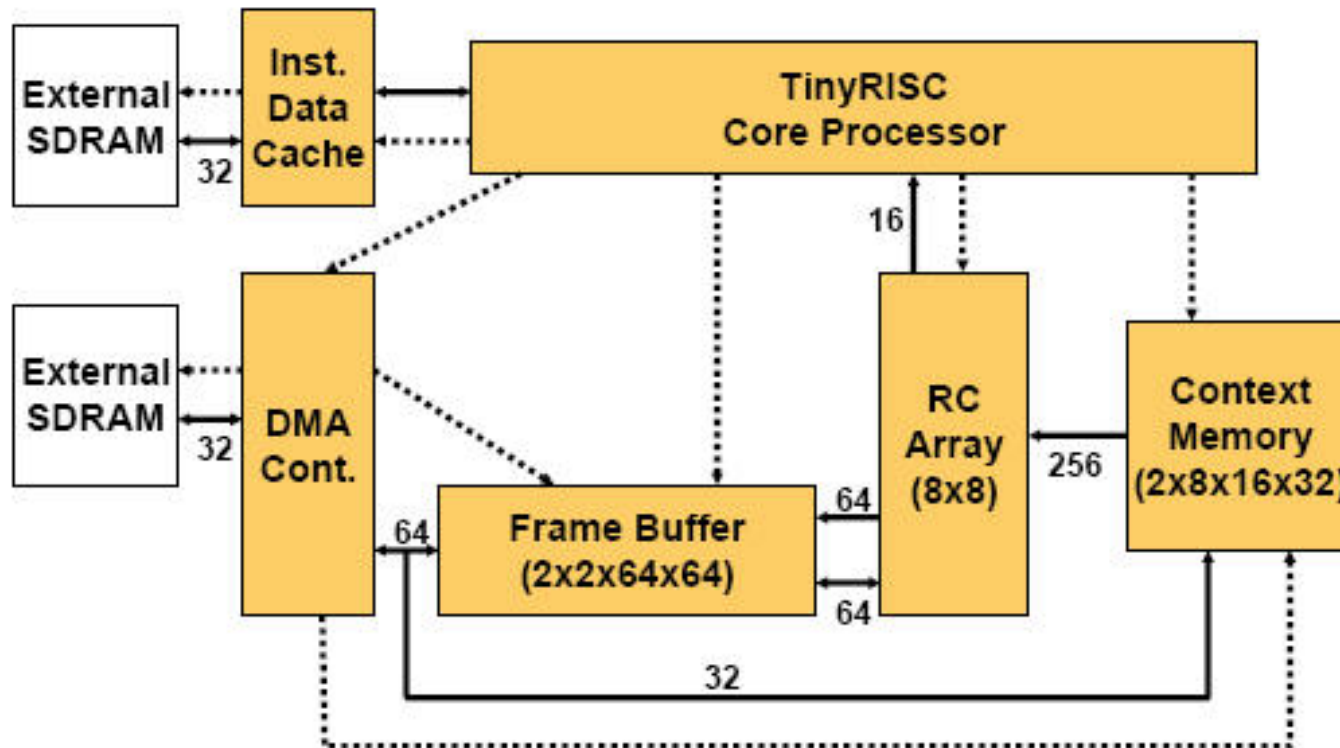 External
SDRAM
32
Inst.
Data
Cache
TinyRISC
Core Processor
16
External
SDRAM
32
DMA
Cont.
64
Frame Buffer
(2x2x64x64)
64
64
RC
Array
(8x8)
256
Context
Memory
(2x8x16x32)
32